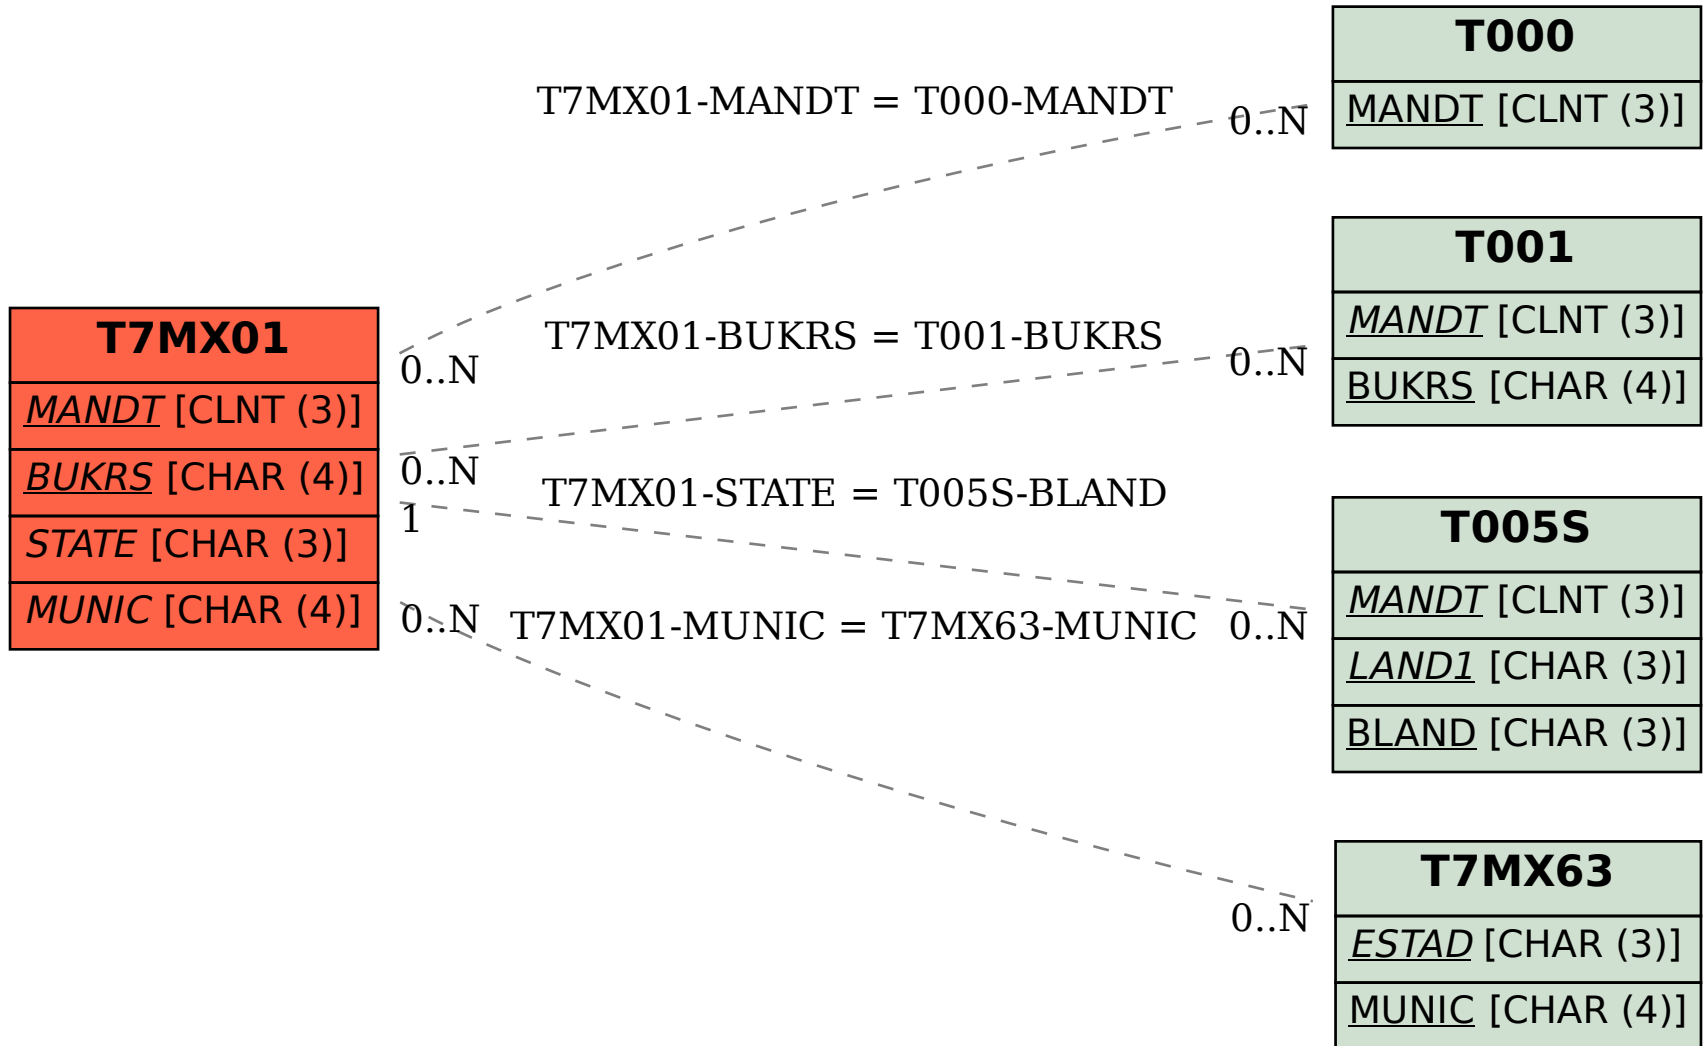 T000
MANDT [CLNT (3)]
T7MX01-MANDT = T000-MANDT
0..N
T001
MANDT [CLNT (3)]
BUKRS [CHAR (4)]
T7MX01
MANDT [CLNT (3)]
BUKRS [CHAR (4)]
STATE [CHAR (3)]
MUNIC [CHAR (4)]
0..N
T7MX01-BUKRS = T001-BUKRS
0..N
0..N
1
T7MX01-STATE = T005S-BLAND
T005S
MANDT [CLNT (3)]
LAND1 [CHAR (3)]
BLAND [CHAR (3)]
0..N
T7MX01-MUNIC = T7MX63-MUNIC
0..N
0..N
T7MX63
ESTAD [CHAR (3)]
MUNIC [CHAR (4)]